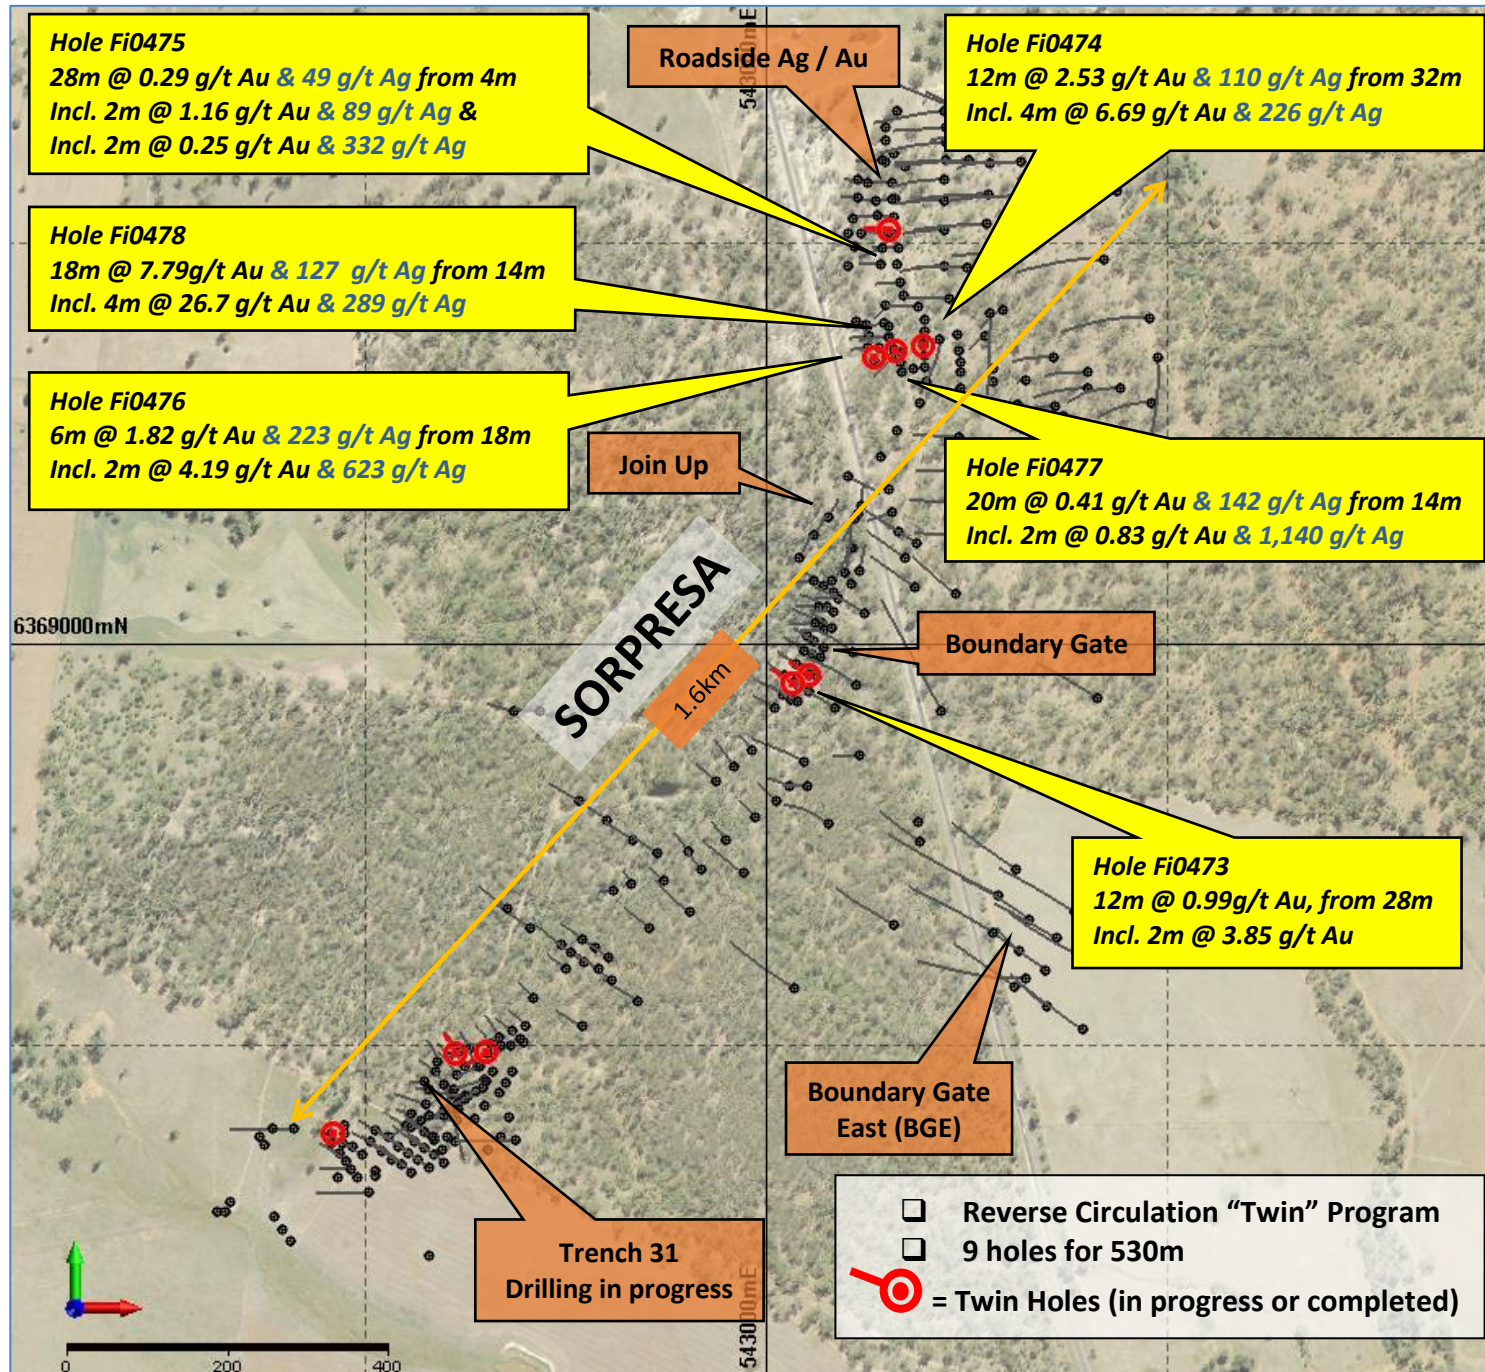 Hole Fi0475
28m @ 0.29 g/t Au & 49 g/t Ag from 4m
Incl. 2m @ 1.16 g/t Au & 89 g/t Ag &
Incl. 2m @ 0.25 g/t Au & 332 g/t Ag
Roadside Ag / Au
543000mE
Hole Fi0474
12m @ 2.53 g/t Au & 110 g/t Ag from 32m
Incl. 4m @ 6.69 g/t Au & 226 g/t Ag
Hole Fi0478
18m @ 7.79g/t Au & 127 g/t Ag from 14m
Incl. 4m @ 26.7 g/t Au & 289 g/t Ag
Hole Fi0476
6m @ 1.82 g/t Au & 223 g/t Ag from 18m
Incl. 2m @ 4.19 g/t Au & 623 g/t Ag
Join Up
Hole Fi0477
20m @ 0.41 g/t Au & 142 g/t Ag from 14m
Incl. 2m @ 0.83 g/t Au & 1,140 g/t Ag
SORPRESA
1.6km
6369000mN
Boundary Gate
Hole Fi0473
12m @ 0.99g/t Au, from 28m
Incl. 2m @ 3.85 g/t Au
Boundary Gate
East (BGE)
Trench 31
Drilling in progress
543000mE
❑ Reverse Circulation “Twin” Program
❑ 9 holes for 530m
= Twin Holes (in progress or completed)
0 200 400